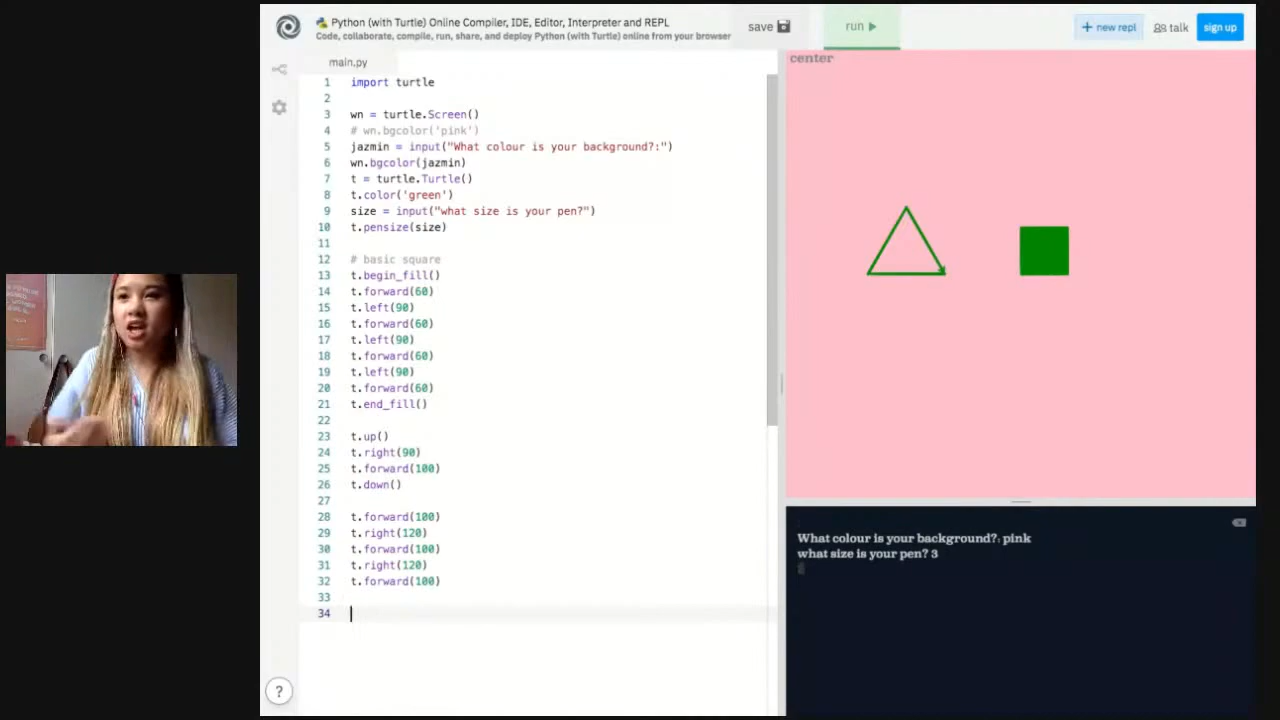 Python (with Turtle) Online Compiler, IDE, Editor, Interpreter and REPL
Code, collaborate, compile, run, share, and deploy Python (with Turtle) online from your browser
save
run
+ new repl
talk
sign up
main.py
1 import turtle
2
3 wn = turtle.Screen()
4 # wn.bgcolor('pink')
5 jazmin = input("What colour is your background?:")
6 wn.bgcolor(jazmin)
7 t = turtle.Turtle()
8 t.color('green')
9 size = input("what size is your pen?")
10 t.pensize(size)
11
12 # basic square
13 t.begin_fill()
14 t.forward(60)
15 t.left(90)
16 t.forward(60)
17 t.left(90)
18 t.forward(60)
19 t.left(90)
20 t.forward(60)
21 t.end_fill()
22
23 t.up()
24 t.right(90)
25 t.forward(100)
26 t.down()
27
28 t.forward(100)
29 t.right(120)
30 t.forward(100)
31 t.right(120)
32 t.forward(100)
33
34
?
center
What colour is your background?: pink
what size is your pen? 3